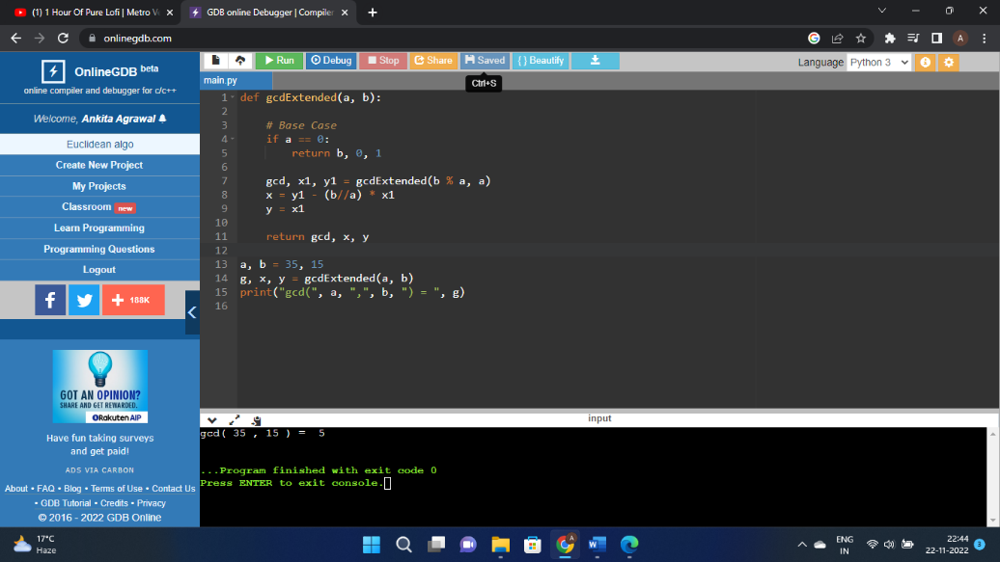 (1) 1 Hour Of Pure Lofi | Metro V
GDB online Debugger | Compiler
onlinegdb.com
A
OnlineGDB beta
online compiler and debugger for c/c++
Welcome, Ankita Agrawal
Euclidean algo
Create New Project
My Projects
Classroom new
Learn Programming
Programming Questions
Logout
188K
GOT AN OPINION?
SHARE AND GET REWARDED.
Rakuten AIP
Have fun taking surveys
and get paid!
ADS VIA CARBON
About • FAQ • Blog • Terms of Use • Contact Us
• GDB Tutorial • Credits • Privacy
© 2016 - 2022 GDB Online
Run Debug Stop Share Saved { } Beautify
Language Python 3
Ctrl+S
main.py
1 def gcdExtended(a, b):
2
3 # Base Case
4 if a == 0:
5 return b, 0, 1
6
7 gcd, x1, y1 = gcdExtended(b % a, a)
8 x = y1 - (b//a) * x1
9 y = x1
10
11 return gcd, x, y
12
13 a, b = 35, 15
14 g, x, y = gcdExtended(a, b)
15 print("gcd(", a, ",", b, ") = ", g)
16
input
gcd( 35 , 15 ) =  5
...Program finished with exit code 0
Press ENTER to exit console.
17°C
Haze
ENG
IN
22:44
22-11-2022
3